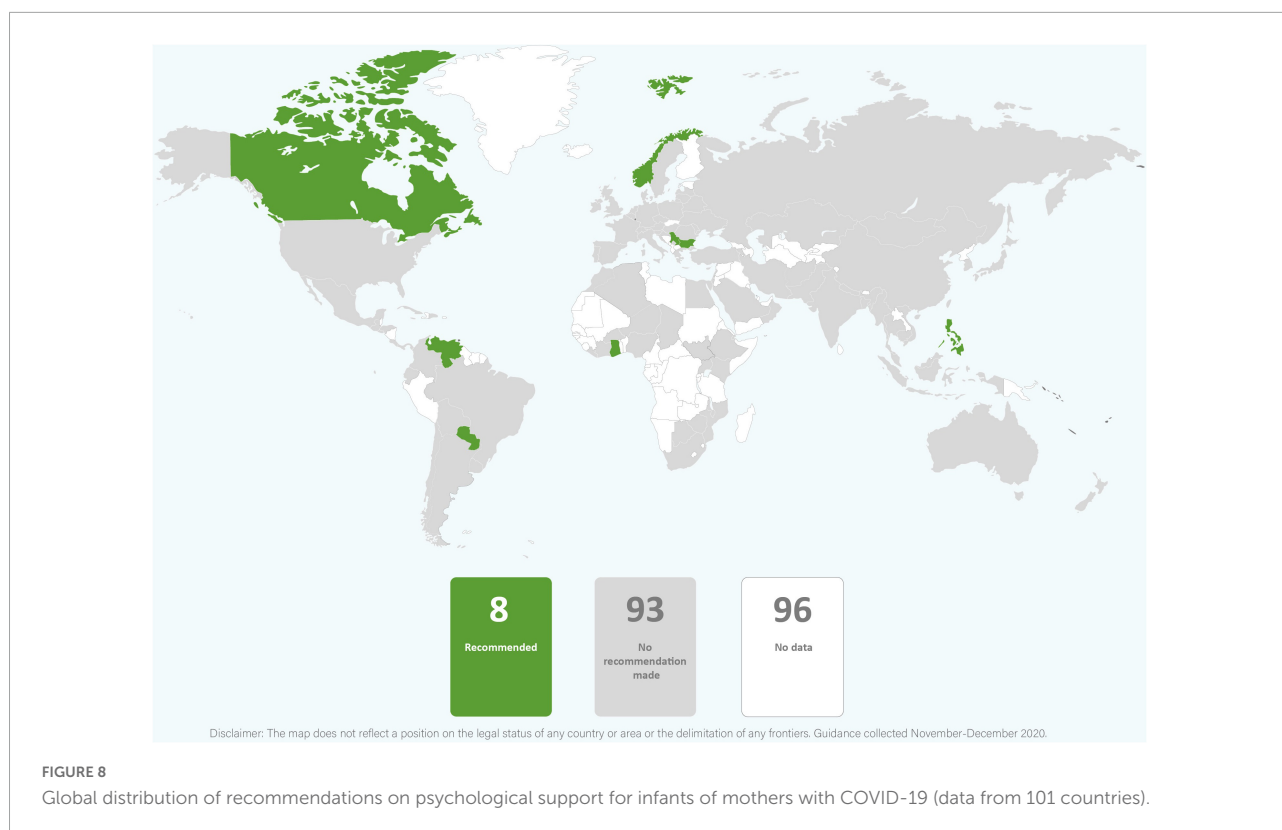 8
Recommended
93
No
recommendation
made
96
No data
Disclaimer: The map does not reflect a position on the legal status of any country or area or the delimitation of any frontiers. Guidance collected November-December 2020.
FIGURE 8
Global distribution of recommendations on psychological support for infants of mothers with COVID-19 (data from 101 countries).